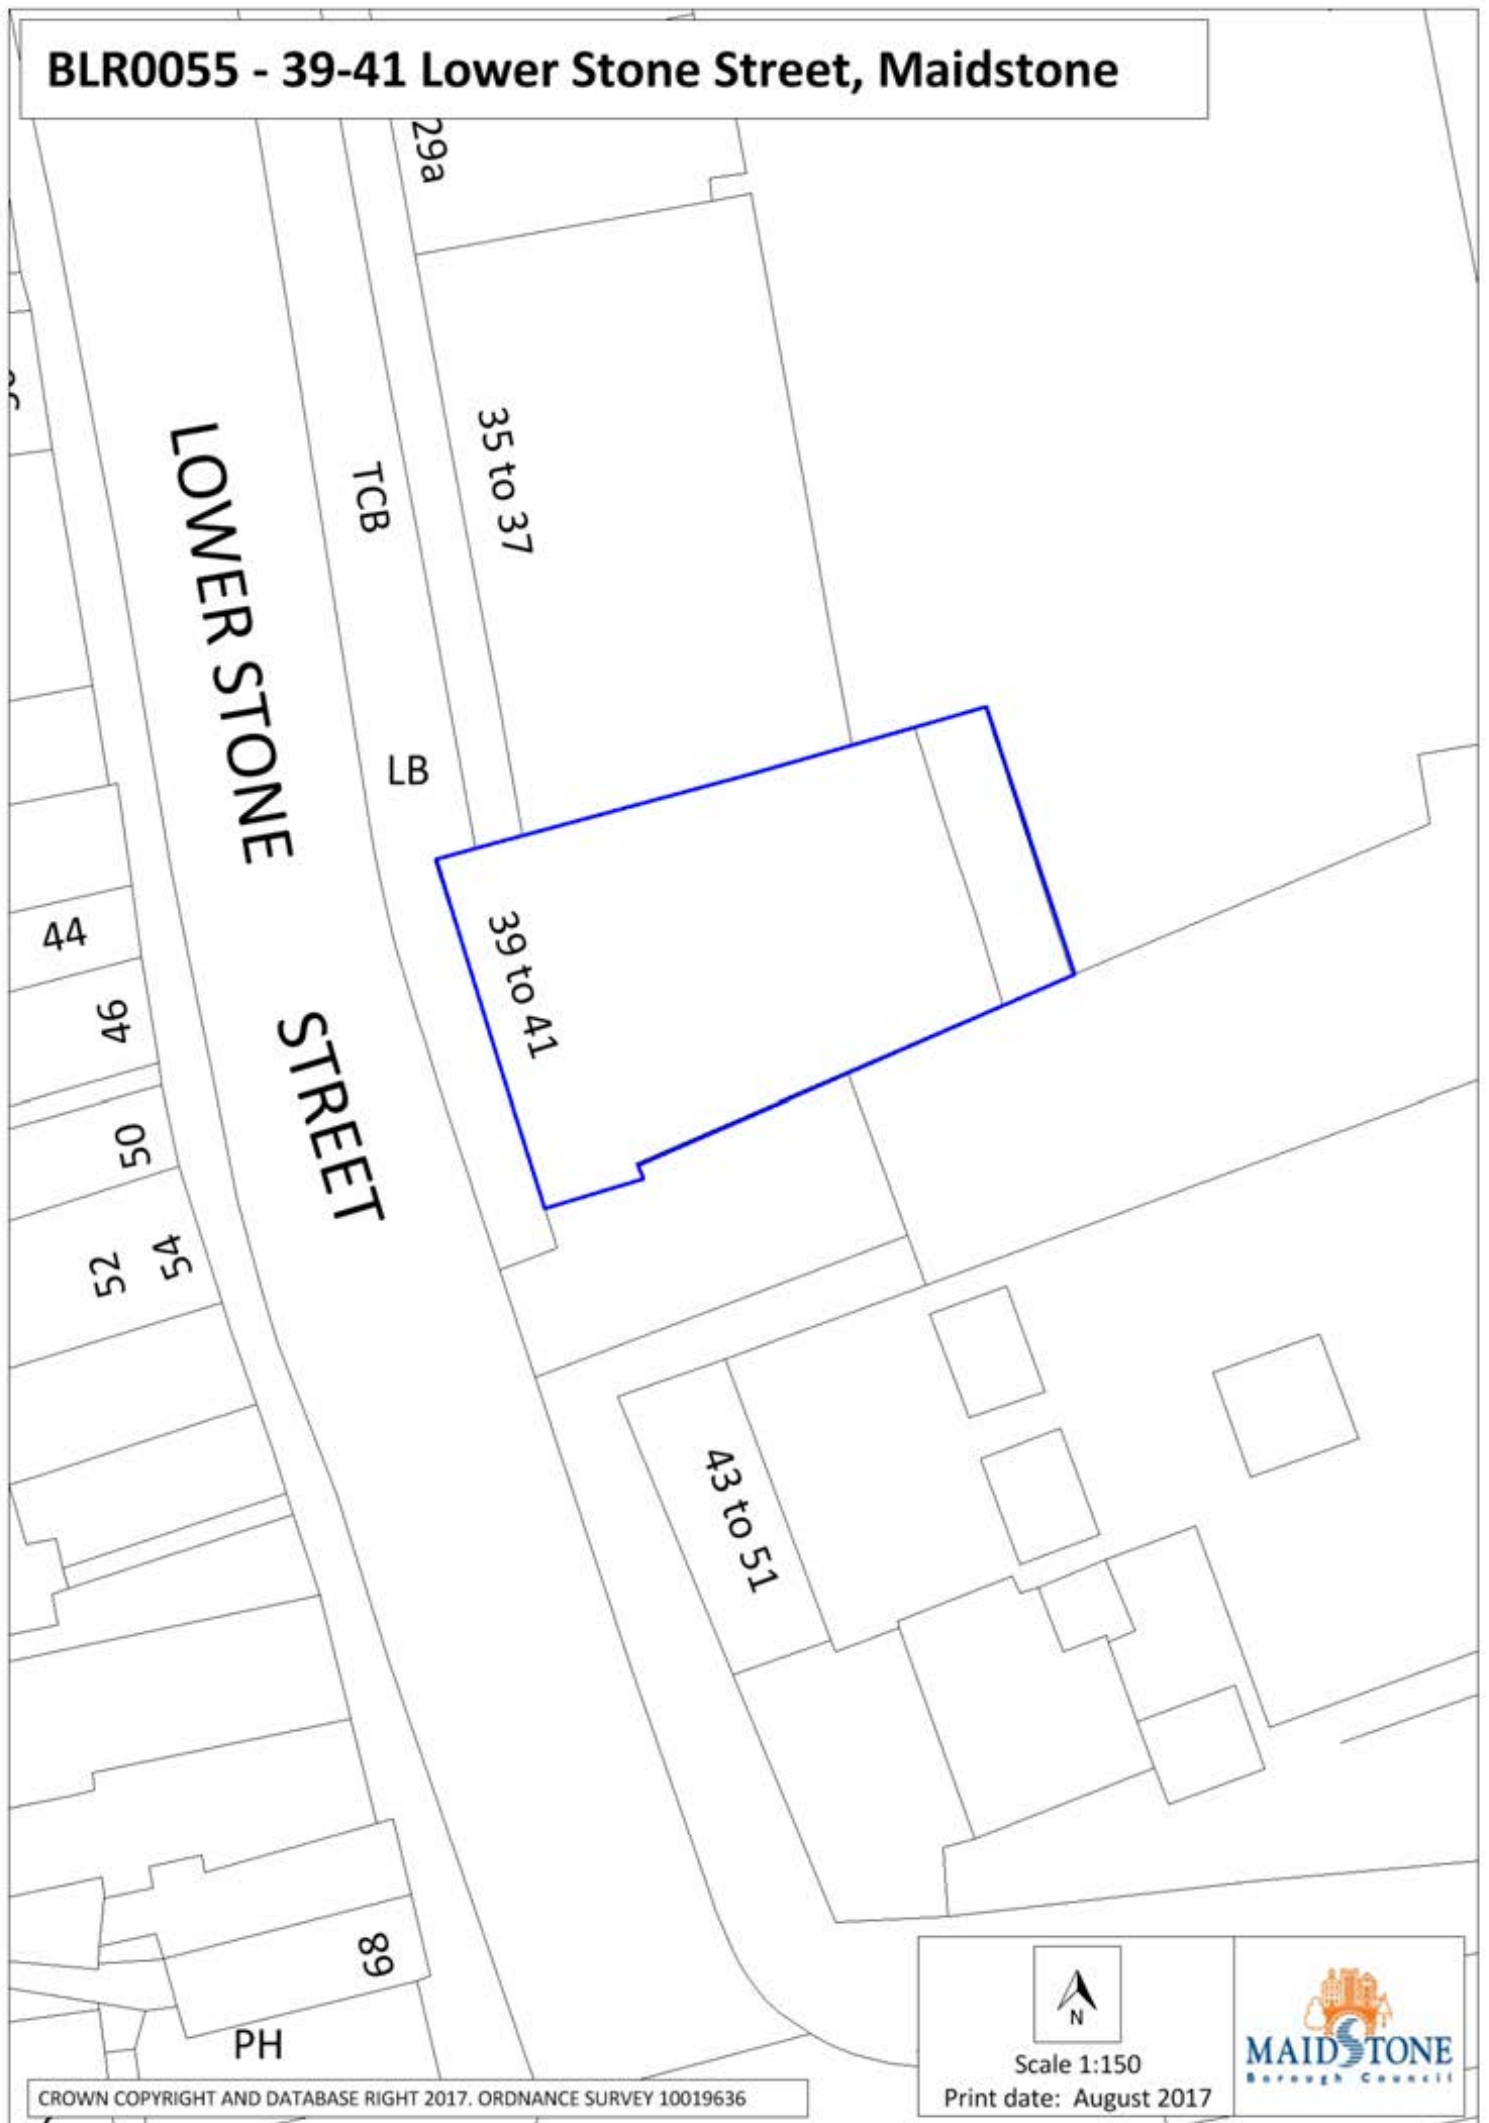 BLR0055 - 39-41 Lower Stone Street, Maidstone
29a
35 to 37
TCB
LOWER STONE
STREET
LB
39 to 41
44
46
50
52
54
43 to 51
68
PH
N
Scale 1:150
Print date: August 2017
MAIDSTONE
Borough Council
CROWN COPYRIGHT AND DATABASE RIGHT 2017. ORDNANCE SURVEY 10019636